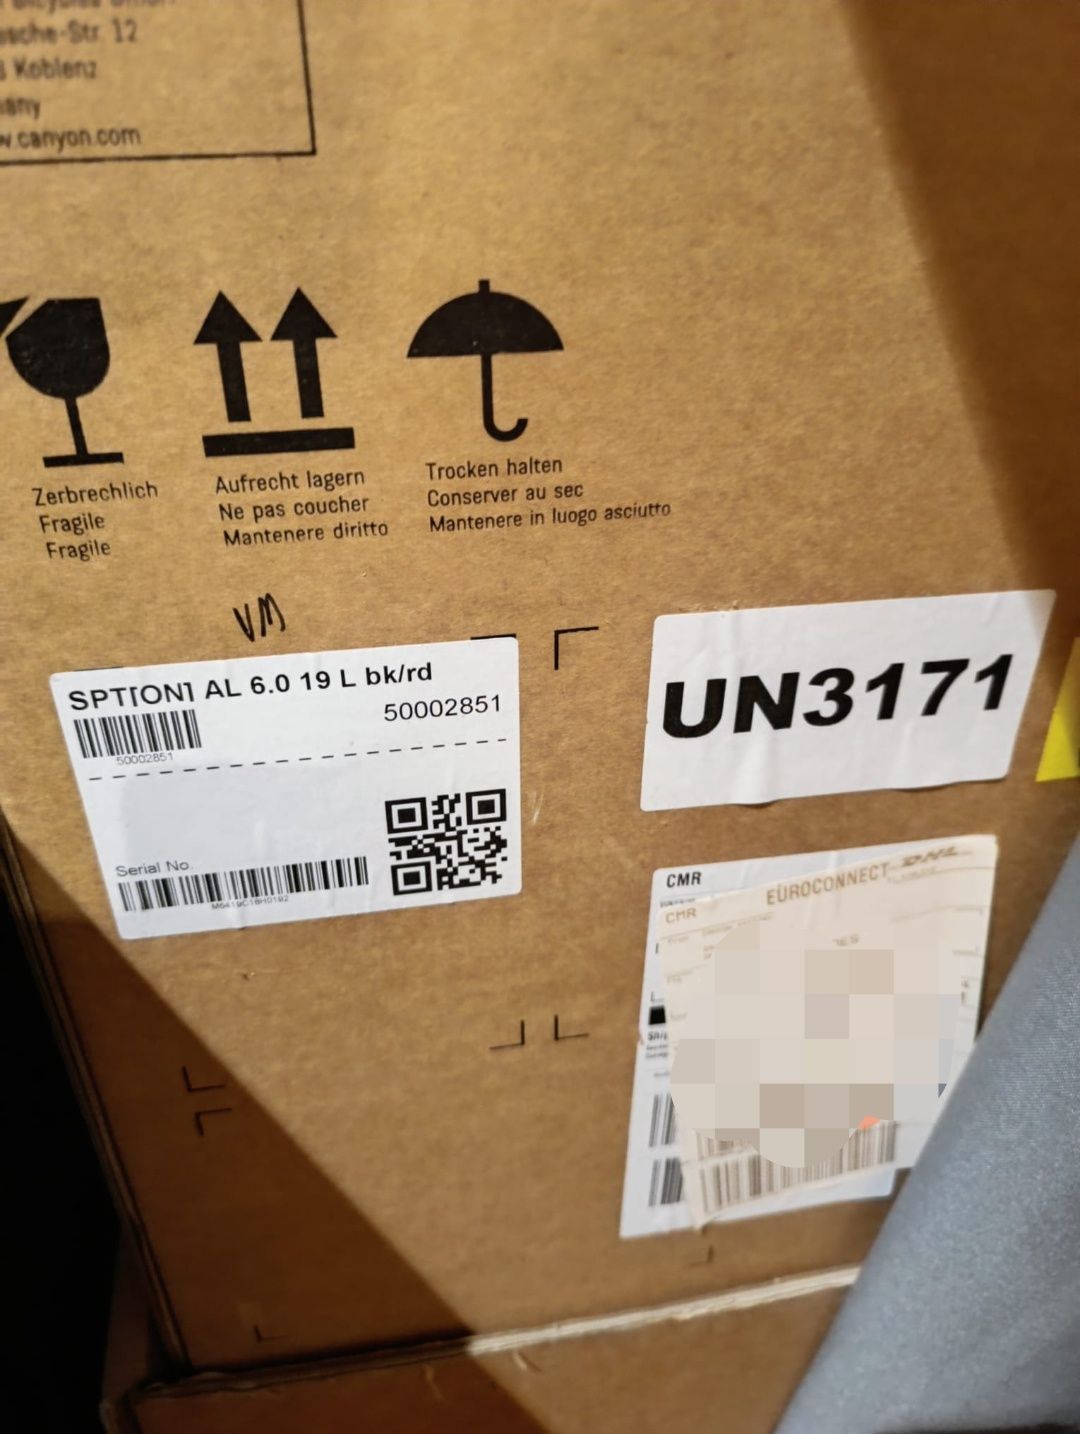 12
Koblenz
www.canyon.com
Zerbrechlich
Fragile
Fragile
Aufrecht lagern
Ne pas coucher
Mantenere diritto
Trocken halten
Conserver au sec
Mantenere in luogo asciutto
VM
SPT[ON] AL 6.0 19 L bk/rd
50002851
50002851
Serial No.
UN3171
CMR
CMR
EUROCONNECT
DHL